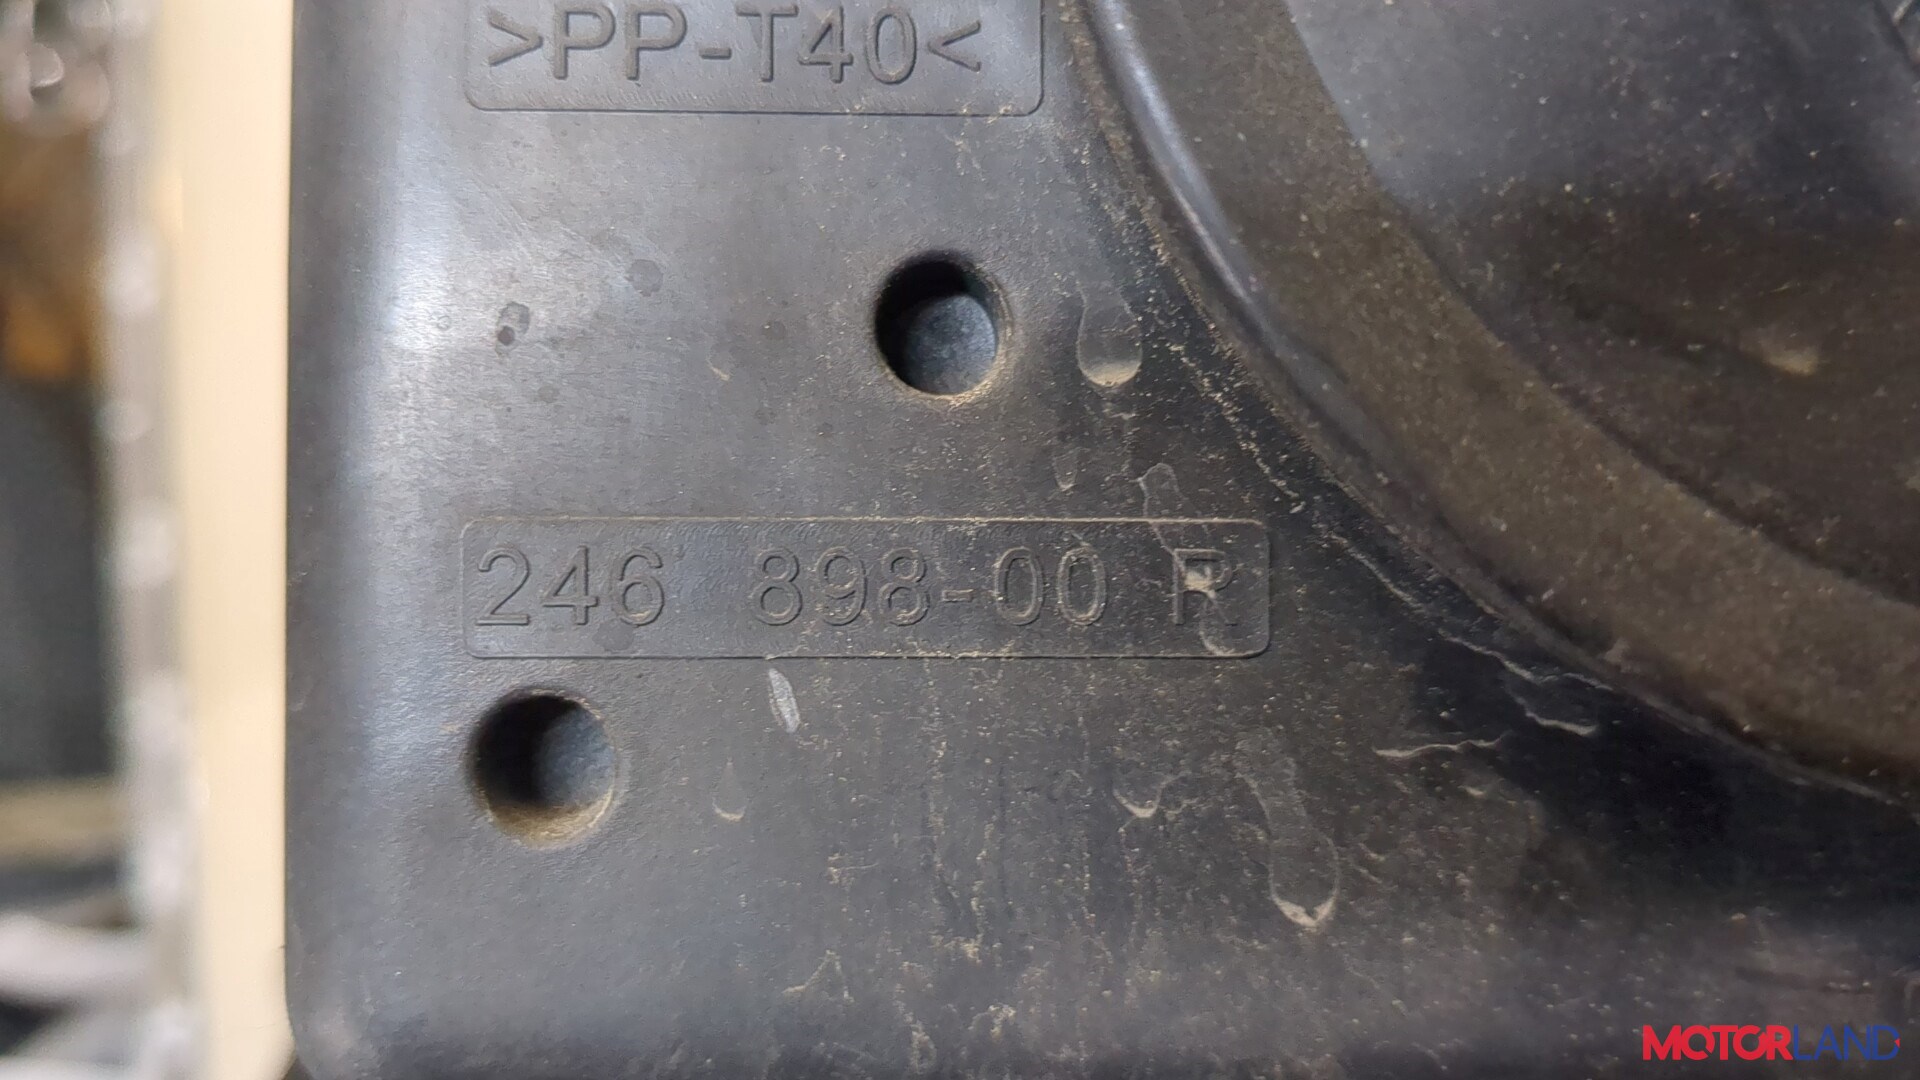 >PP-T40<
246 898-00 R
MOTORLAND